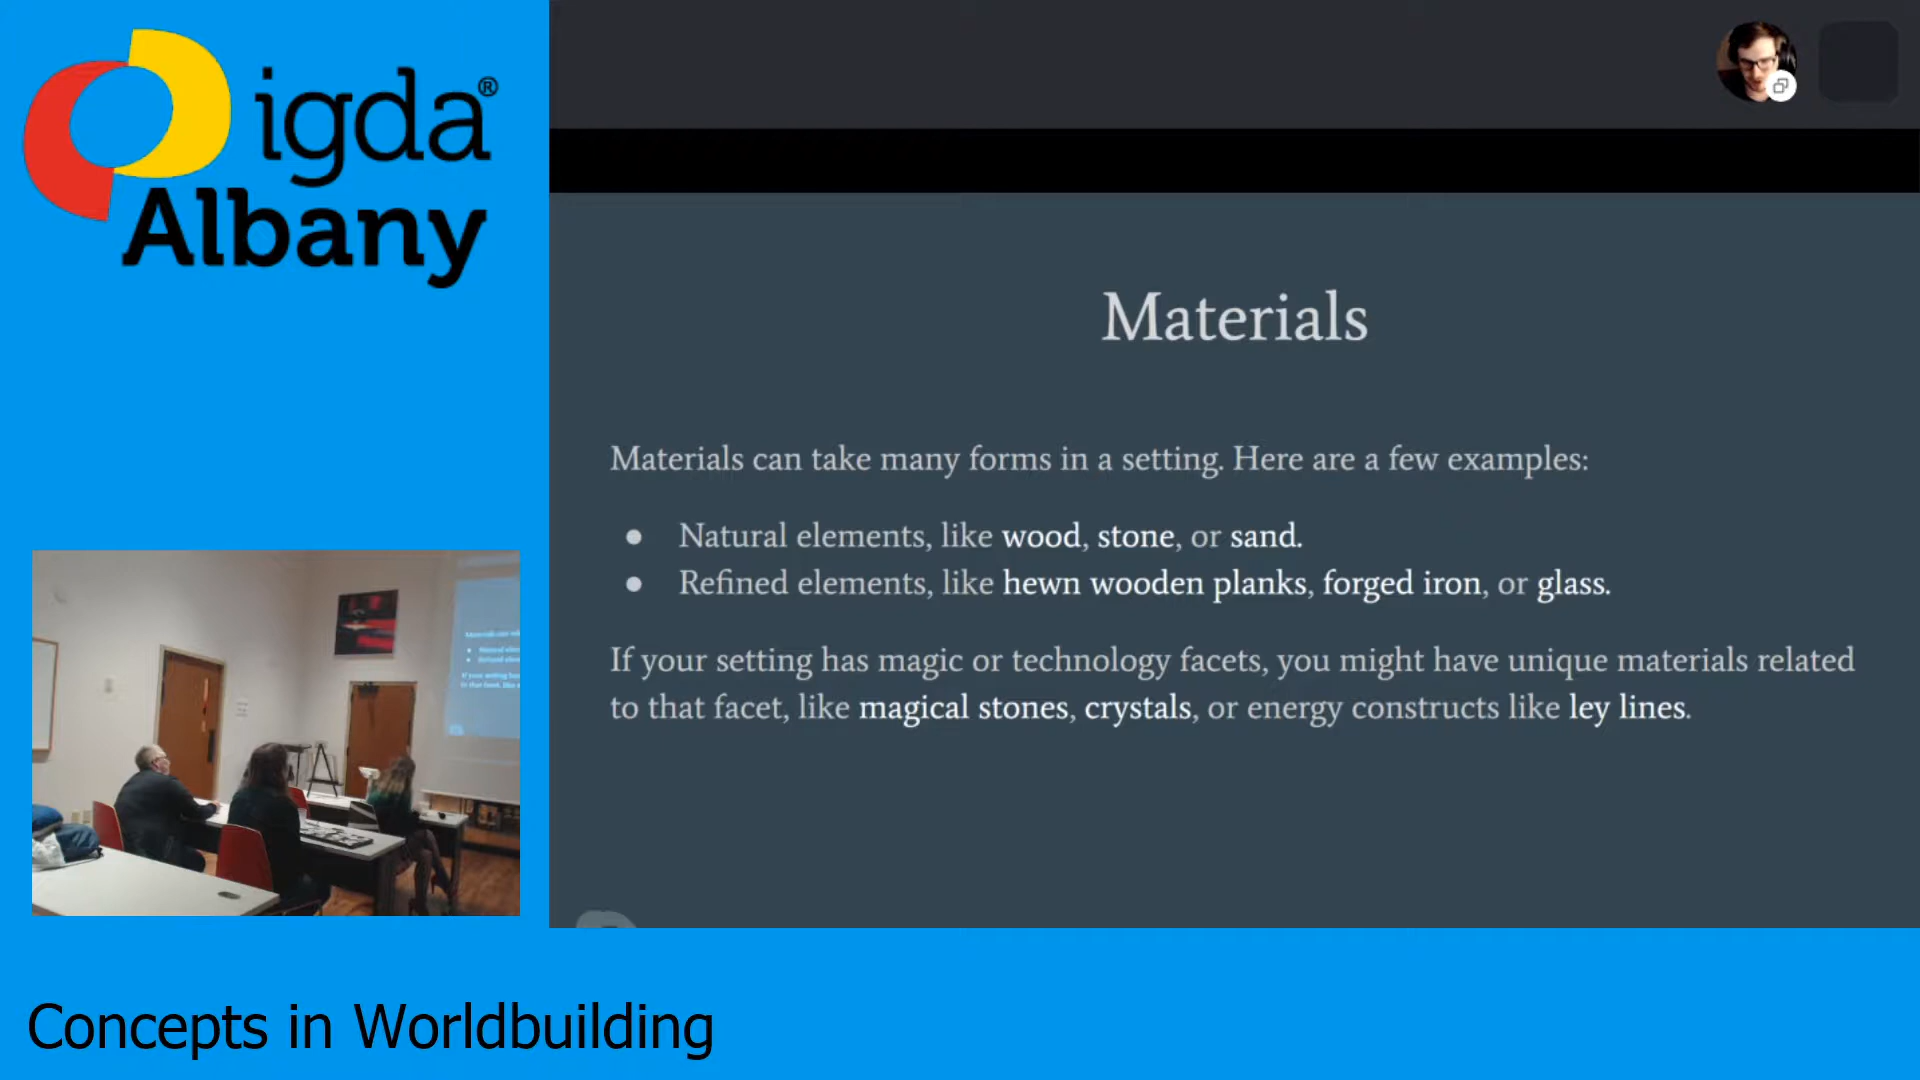 igda®
Albany
Materials
Materials can take many forms in a setting. Here are a few examples:
● Natural elements, like wood, stone, or sand.
● Refined elements, like hewn wooden planks, forged iron, or glass.
If your setting has magic or technology facets, you might have unique materials related
to that facet, like magical stones, crystals, or energy constructs like ley lines.
Concepts in Worldbuilding